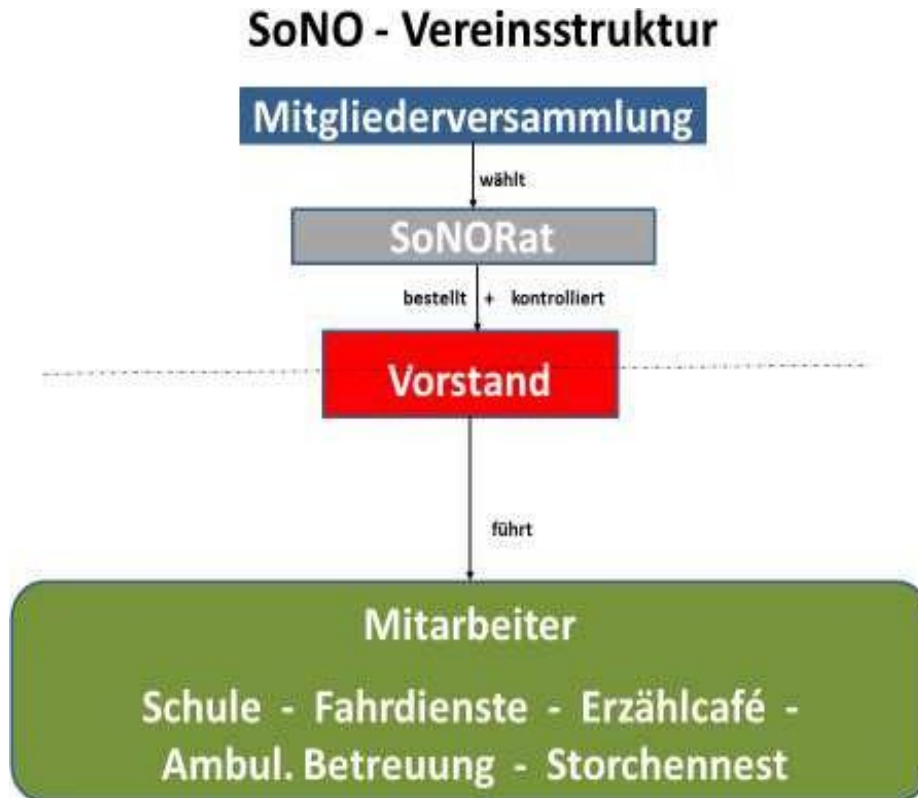 SoNO - Vereinsstruktur
Mitgliederversammlung
wählt
SoNORat
bestellt + kontrolliert
Vorstand
führt
Mitarbeiter
Schule - Fahrdienste - Erzählcafé -
Ambul. Betreuung - Storchennest